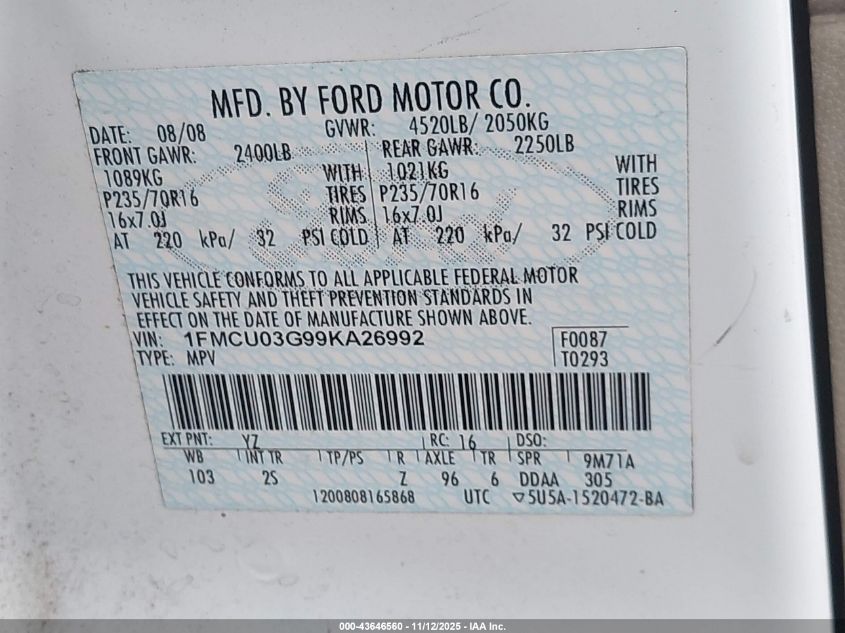 MFD. BY FORD MOTOR CO.
DATE: 08/08 GVWR: 4520LB/ 2050KG
FRONT GAWR: 2400LB REAR GAWR: 2250LB
1089KG WITH 1021KG WITH
P235/70R16 TIRES P235/70R16 TIRES
16x7.0J RIMS 16x7.0J RIMS
AT 220 kPa/ 32 PSI COLD AT 220 kPa/ 32 PSI COLD
THIS VEHICLE CONFORMS TO ALL APPLICABLE FEDERAL MOTOR
VEHICLE SAFETY AND THEFT PREVENTION STANDARDS IN
EFFECT ON THE DATE OF MANUFACTURE SHOWN ABOVE.
VIN: 1FMCU03G99KA26992 F0087
TYPE: MPV T0293
EXT PNT: YZ RC: 16 DSO:
WB INT TR TP/PS R AXLE TR SPR 9M71A
103 2S Z 96 6 DDAA 305
1200808165868 UTC ▽5U5A-1520472-BA
000-43646560 - 11/12/2025 - IAA Inc.